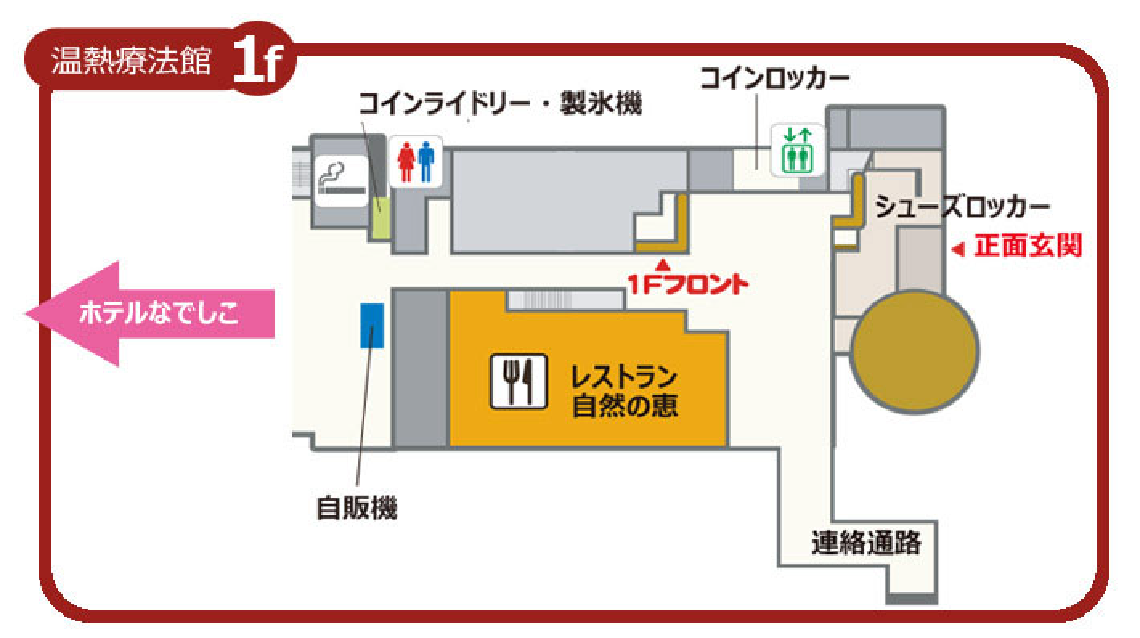 温熱療法館 1f
コインロッカー
コインライドリー・製氷機
シューズロッカー
正面玄関
1Fフロント
ホテルなでしこ
レストラン
自然の恵
自販機
連絡通路